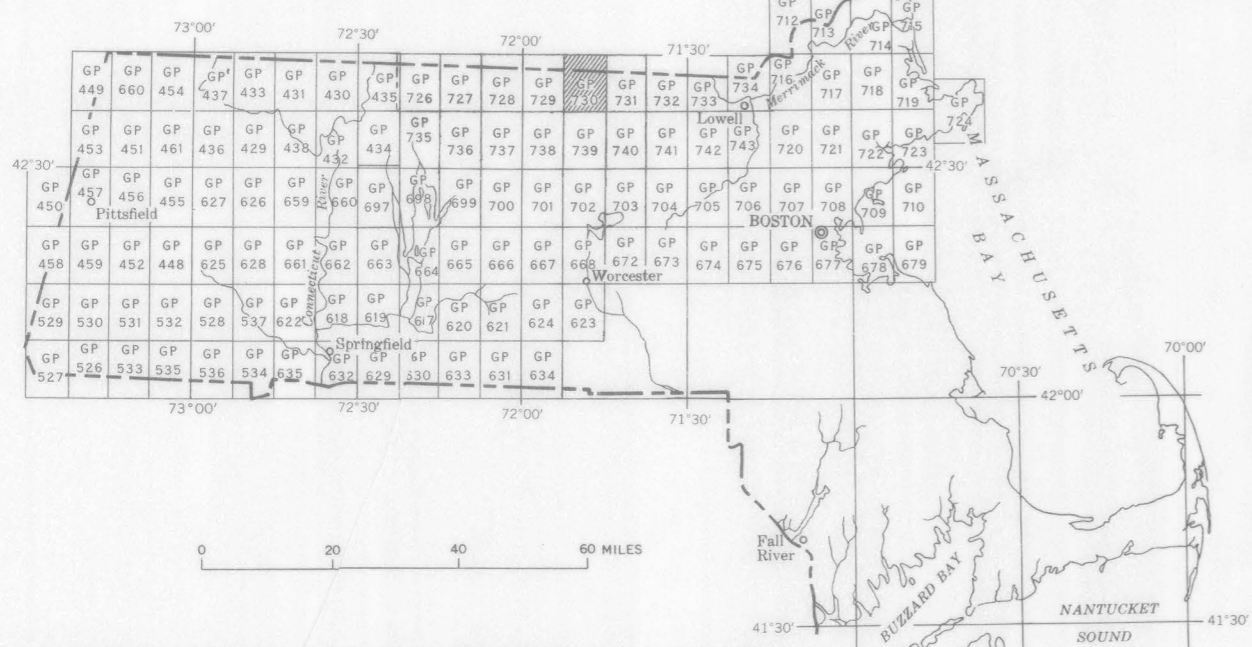 GP 712 GP 713 GP 714 GP 715
73°00' 72°30' 72°00' 71°30'
GP 449 GP 660 GP 454 GP 437 GP 433 GP 431 GP 430 GP 435 GP 726 GP 727 GP 728 GP 729 GP 730 GP 731 GP 732 GP 733 GP 734 GP 716 GP 717 GP 718 GP 719 GP 724
Merrimack River
Lowell
GP 453 GP 451 GP 461 GP 436 GP 429 GP 438 GP 432 GP 434 GP 735 GP 736 GP 737 GP 738 GP 739 GP 740 GP 741 GP 742 GP 743 GP 720 GP 721 GP 722 GP 723
42°30' 42°30'
GP 450 GP 457 GP 456 GP 455 GP 627 GP 626 GP 659 GP 660 GP 697 GP 698 GP 699 GP 700 GP 701 GP 702 GP 703 GP 704 GP 705 GP 706 GP 707 GP 708 GP 709 GP 710
Pittsfield
BOSTON
GP 458 GP 459 GP 452 GP 448 GP 625 GP 628 GP 661 GP 662 GP 663 GP 664 GP 665 GP 666 GP 667 GP 668 GP 672 GP 673 GP 674 GP 675 GP 676 GP 677 GP 678 GP 679
Worcester
Connecticut River
MASSACHUSETTS
BAY
GP 529 GP 530 GP 531 GP 532 GP 528 GP 537 GP 622 GP 618 GP 619 GP 617 GP 620 GP 621 GP 624 GP 623
Springfield
GP 527 GP 526 GP 533 GP 535 GP 536 GP 534 GP 635 GP 632 GP 629 GP 530 GP 633 GP 631 GP 634
73°00' 72°30' 72°00' 71°30'
70°30' 70°00'
42°00'
0 20 40 60 MILES
Fall
River
BUZZARD BAY
NANTUCKET
SOUND
41°30' 41°30'